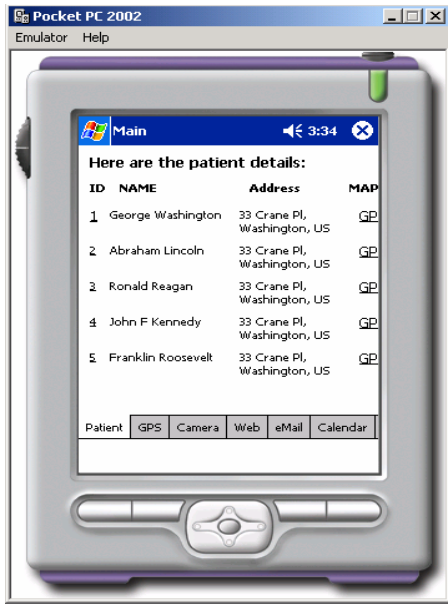 Pocket PC 2002
Emulator Help
Main 3:34
Here are the patient details:
ID NAME Address MAP
1 George Washington 33 Crane Pl, GP
Washington, US
2 Abraham Lincoln 33 Crane Pl, GP
Washington, US
3 Ronald Reagan 33 Crane Pl, GP
Washington, US
4 John F Kennedy 33 Crane Pl, GP
Washington, US
5 Franklin Roosevelt 33 Crane Pl, GP
Washington, US
Patient GPS Camera Web eMail Calendar